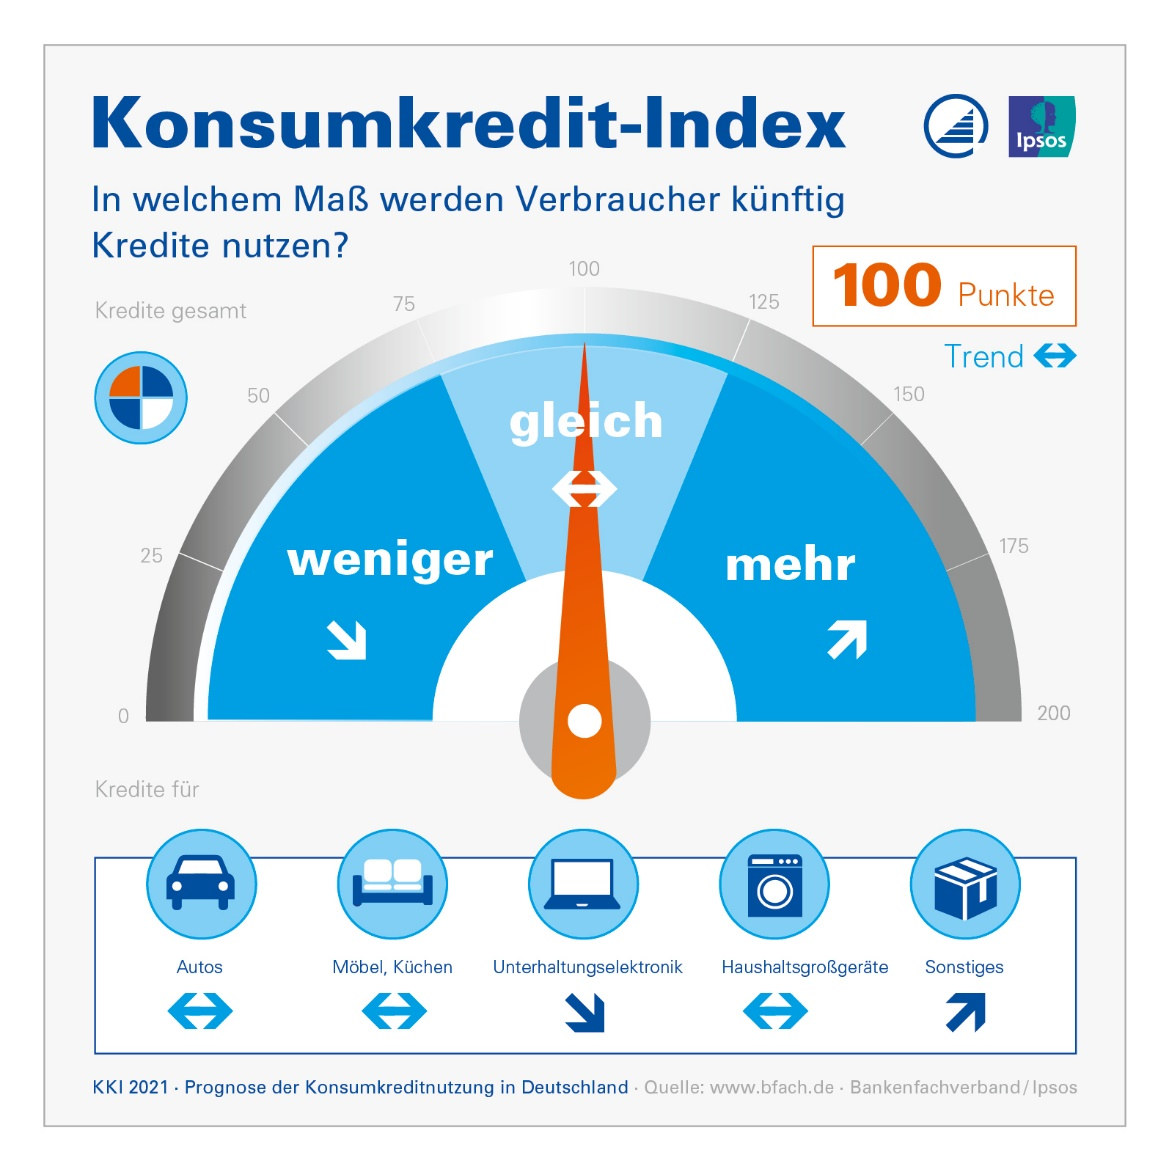 Konsumkredit-Index
Ipsos
In welchem Maß werden Verbraucher künftig
Kredite nutzen?
100 Punkte
Trend
Kredite gesamt
0
25
50
75
100
125
150
175
200
weniger
gleich
mehr
Kredite für
Autos
Möbel, Küchen
Unterhaltungselektronik
Haushaltsgroßgeräte
Sonstiges
KKI 2021 · Prognose der Konsumkreditnutzung in Deutschland · Quelle: www.bfach.de · Bankenfachverband/Ipsos